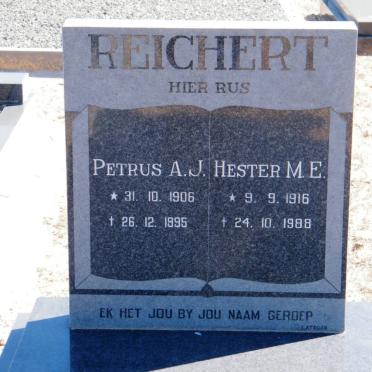 REICHERT
HIER RUS
PETRUS A.J. HESTER M.E.
★ 31. 10. 1906 ★ 9. 9. 1916
† 26. 12. 1995 † 24. 10. 1988
EK HET JOU BY JOU NAAM GEROEP